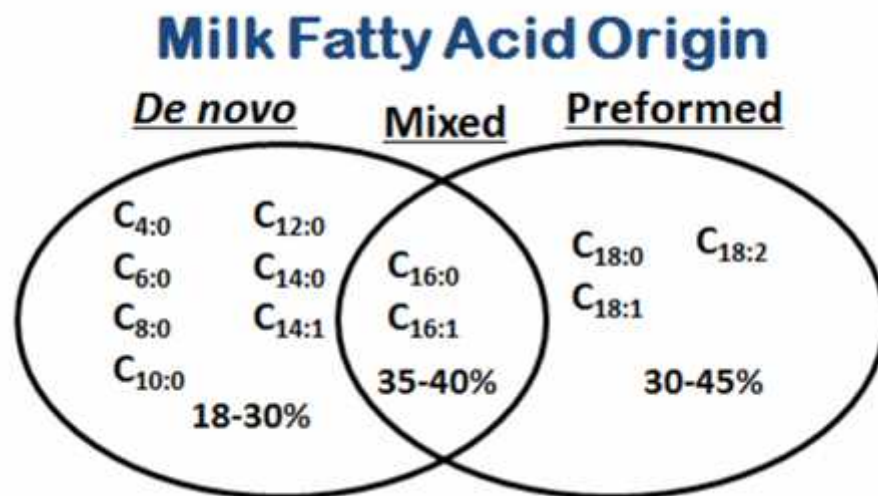 Milk Fatty Acid Origin
De novo Mixed Preformed
C4:0 C12:0
C6:0 C14:0
C8:0 C14:1
C10:0
18-30%
C16:0
C16:1
35-40%
C18:0 C18:2
C18:1
30-45%